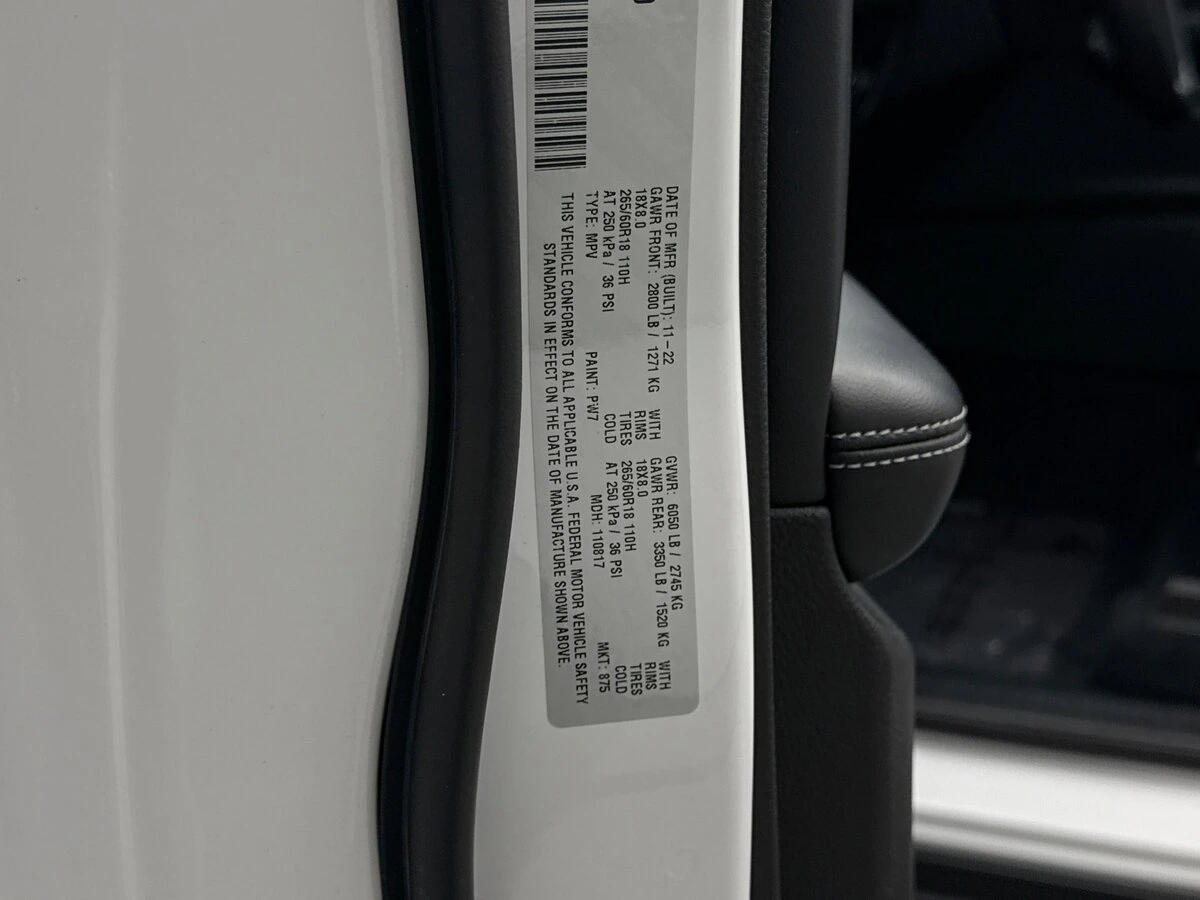 DATE OF MFR (BUILT): 11-22 GVWR: 6050 LB / 2745 KG
GAWR FRONT: 2800 LB / 1271 KG WITH GAWR REAR: 3350 LB / 1520 KG WITH
18X8.0 RIMS 18X8.0 RIMS
265/60R18 110H TIRES 265/60R18 110H TIRES
AT 250 kPa / 36 PSI COLD AT 250 kPa / 36 PSI COLD
TYPE: MPV PAINT: PW7 MDH: 110817 MKT: 875
THIS VEHICLE CONFORMS TO ALL APPLICABLE U.S.A. FEDERAL MOTOR VEHICLE SAFETY
STANDARDS IN EFFECT ON THE DATE OF MANUFACTURE SHOWN ABOVE.